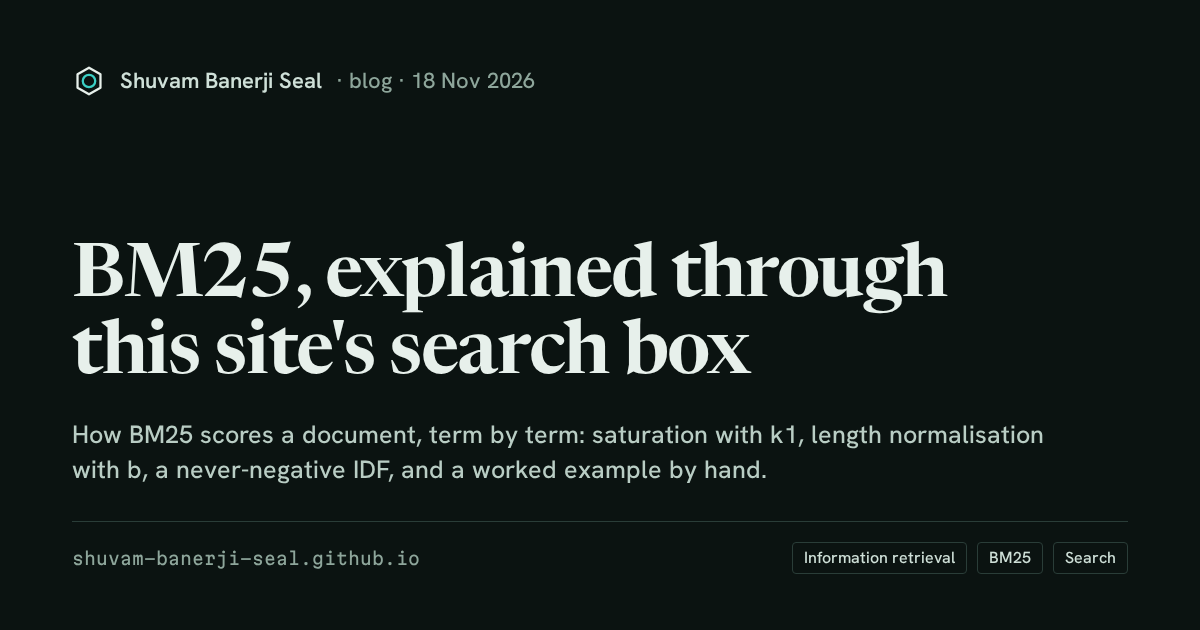 Shuvam Banerji Seal · blog · 18 Nov 2026
BM25, explained through
this site's search box
How BM25 scores a document, term by term: saturation with k1, length normalisation
with b, a never-negative IDF, and a worked example by hand.
shuvam-banerji-seal.github.io
Information retrieval
BM25
Search